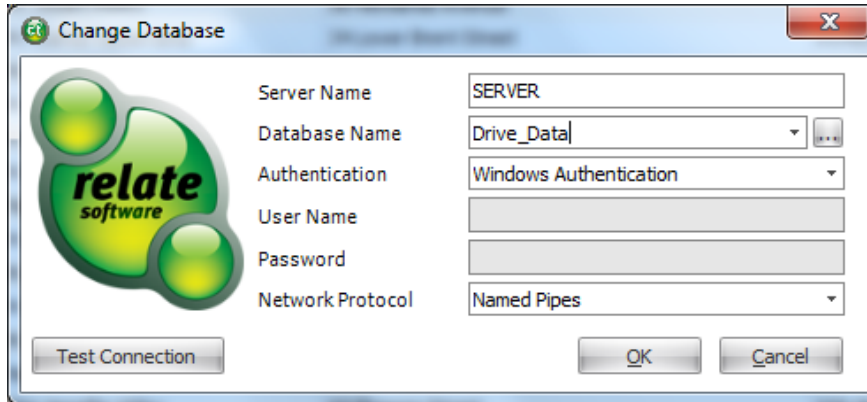 Change Database
relate
software
Server Name SERVER
Database Name Drive_Data ...
Authentication Windows Authentication
User Name
Password
Network Protocol Named Pipes
Test Connection OK Cancel